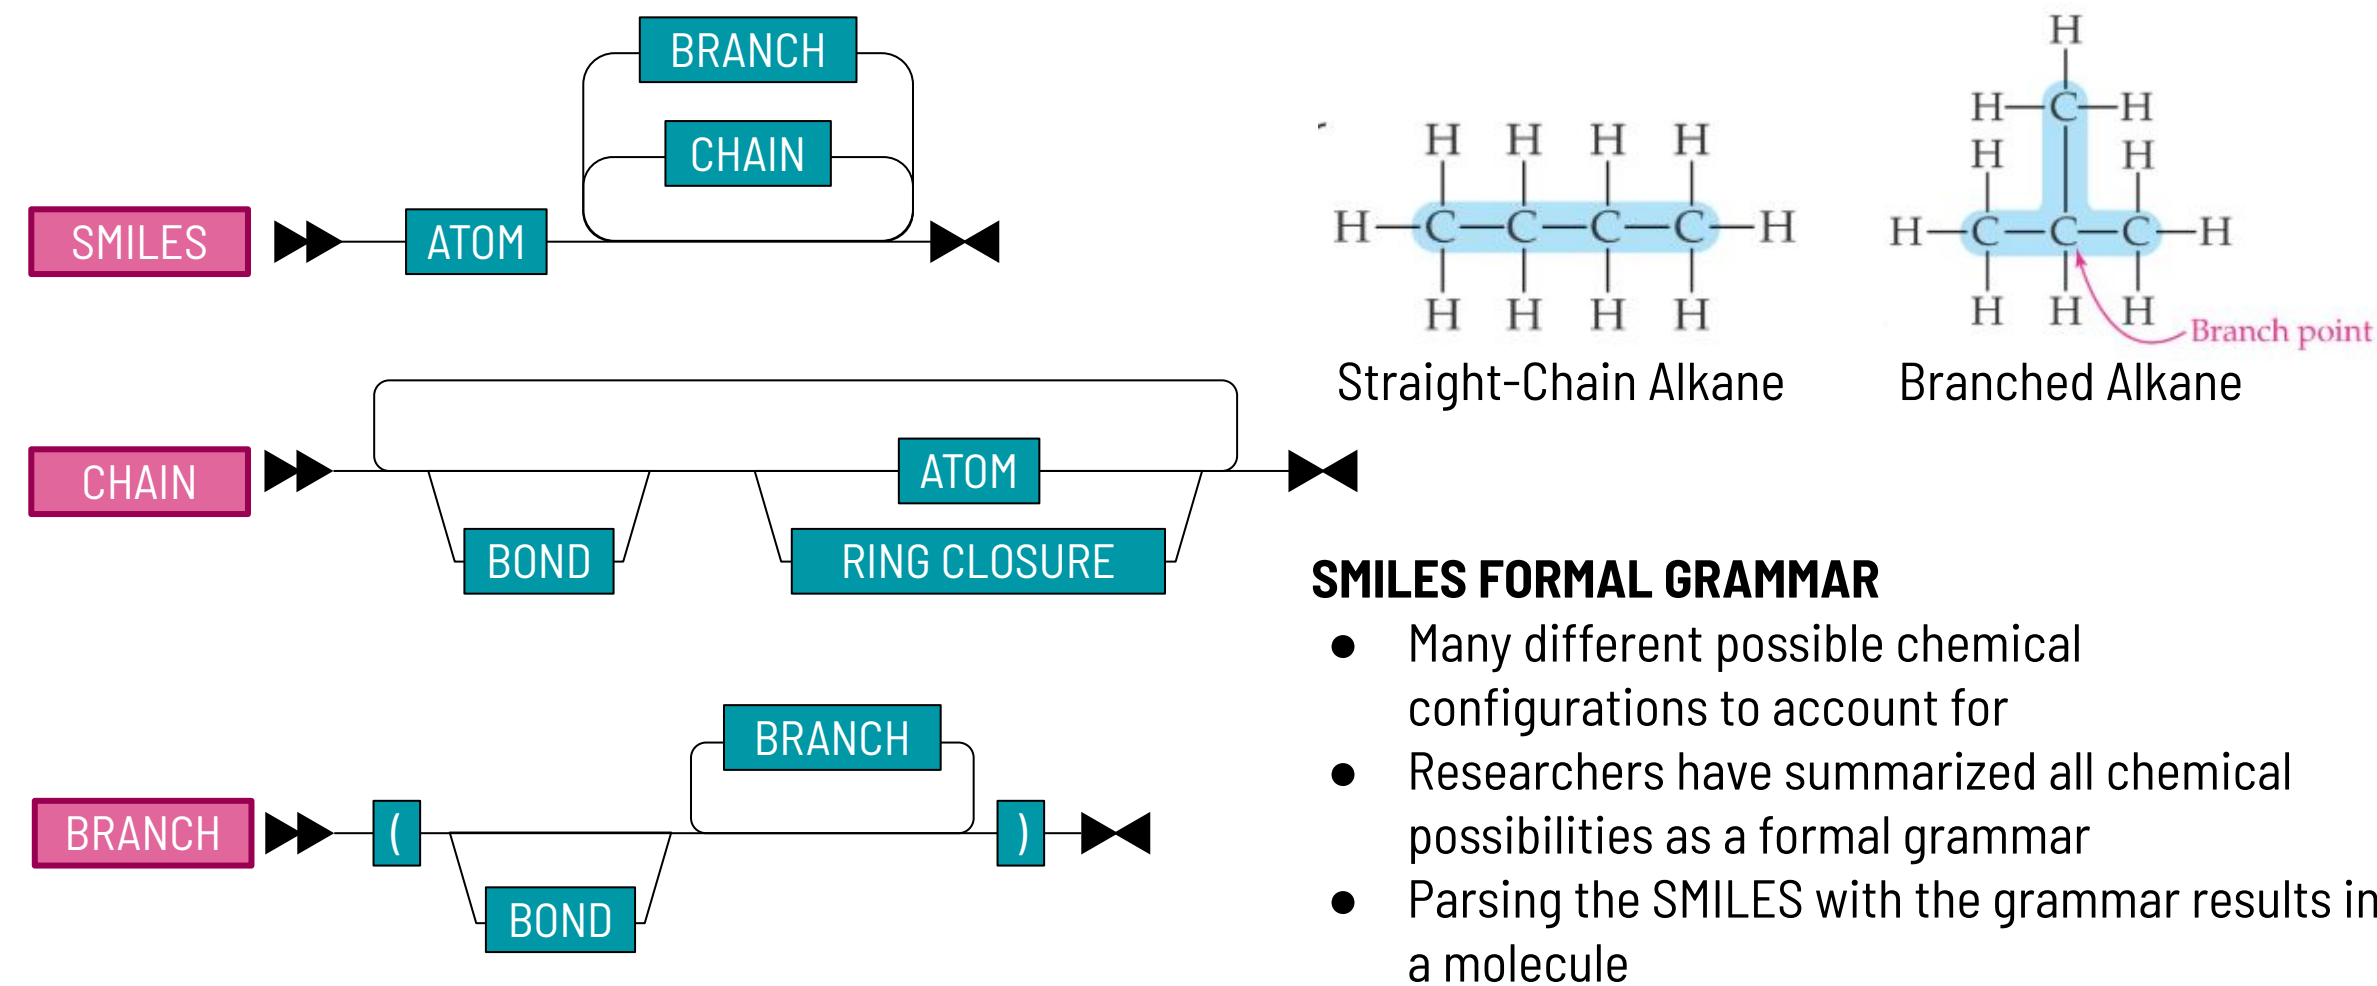 BRANCH
CHAIN
SMILES
ATOM
CHAIN
ATOM
BOND
RING CLOSURE
BRANCH
BRANCH
(
)
BOND
H H H H
H—C—C—C—C—H
H H H H
Straight-Chain Alkane
H
H—C—H
H H
H—C—C—C—H
H H H
Branch point
Branched Alkane
SMILES FORMAL GRAMMAR
● Many different possible chemical
configurations to account for
● Researchers have summarized all chemical
possibilities as a formal grammar
● Parsing the SMILES with the grammar results in
a molecule